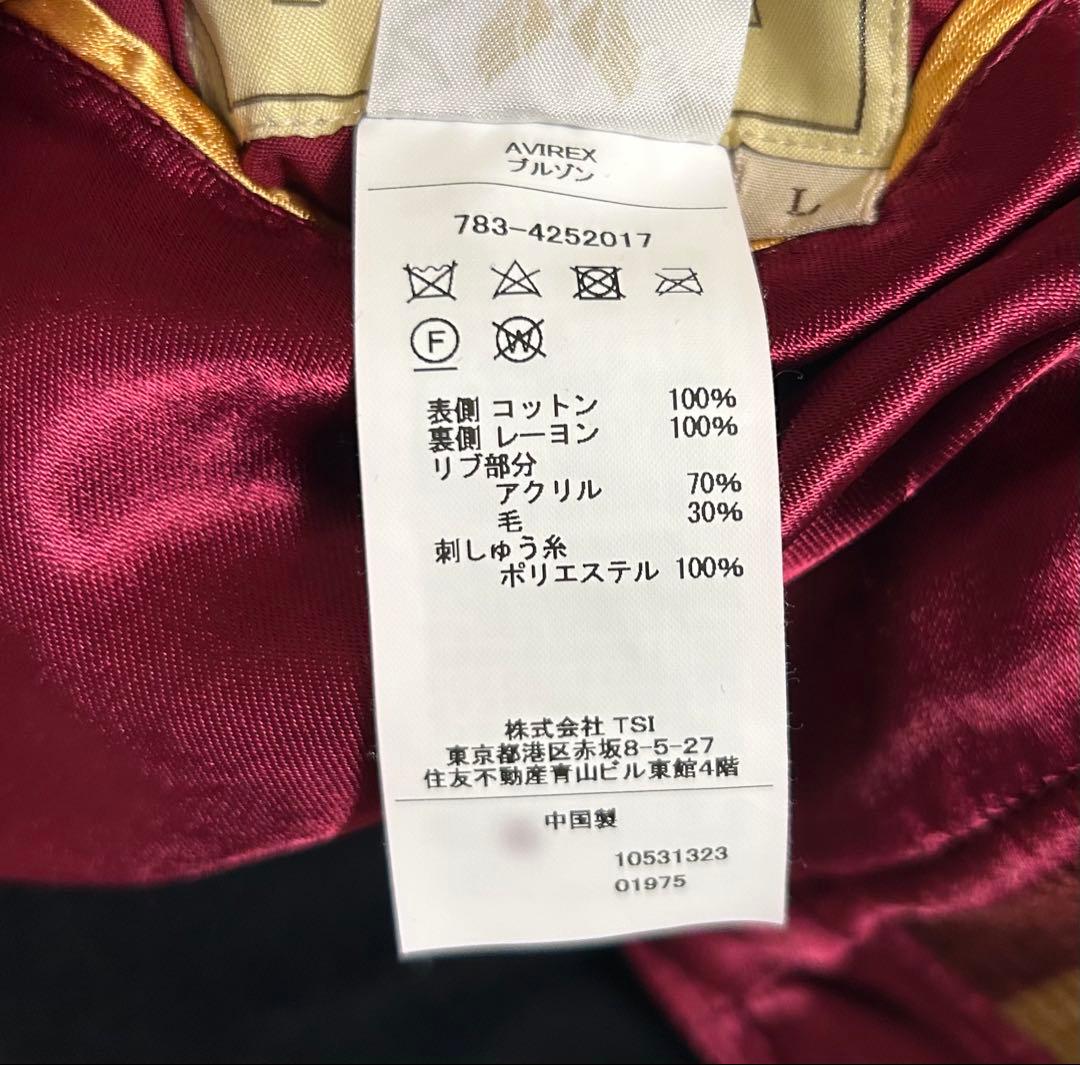 AVIREX
ブルゾン
L
783-4252017
F
W
表側 コットン 100%
裏側 レーヨン 100%
リブ部分
アクリル 70%
毛 30%
刺しゅう糸
ポリエステル 100%
株式会社 TSI
東京都港区赤坂8-5-27
住友不動産青山ビル東館4階
中国製
10531323
01975